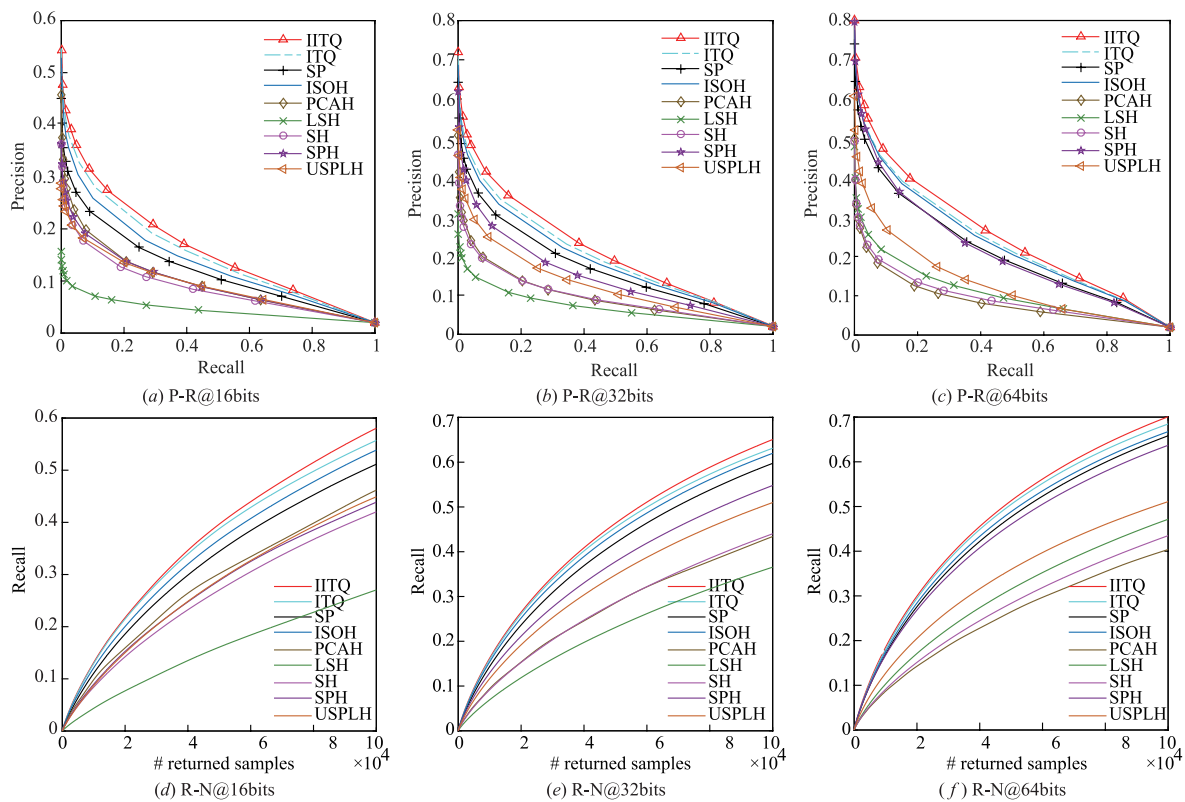 0.6
0.5
0.4
0.3
0.2
0.1
0
Precision
0
0.2
0.4
0.6
0.8
1
Recall
IITQ
ITQ
SP
ISOH
PCAH
LSH
SH
SPH
USPLH
(a) P-R@16bits
0.8
0.7
0.6
0.5
0.4
0.3
0.2
0.1
0
Precision
0
0.2
0.4
0.6
0.8
1
Recall
IITQ
ITQ
SP
ISOH
PCAH
LSH
SH
SPH
USPLH
(b) P-R@32bits
0.8
0.7
0.6
0.5
0.4
0.3
0.2
0.1
0
Precision
0
0.2
0.4
0.6
0.8
1
Recall
IITQ
ITQ
SP
ISOH
PCAH
LSH
SH
SPH
USPLH
(c) P-R@64bits
0.6
0.5
0.4
0.3
0.2
0.1
0
Recall
0
2
4
6
8
10
×10⁴
# returned samples
IITQ
ITQ
SP
ISOH
PCAH
LSH
SH
SPH
USPLH
(d) R-N@16bits
0.7
0.6
0.5
0.4
0.3
0.2
0.1
0
Recall
0
2
4
6
8
10
×10⁴
# returned samples
IITQ
ITQ
SP
ISOH
PCAH
LSH
SH
SPH
USPLH
(e) R-N@32bits
0.7
0.6
0.5
0.4
0.3
0.2
0.1
0
Recall
0
2
4
6
8
10
×10⁴
# returned samples
IITQ
ITQ
SP
ISOH
PCAH
LSH
SH
SPH
USPLH
(f) R-N@64bits